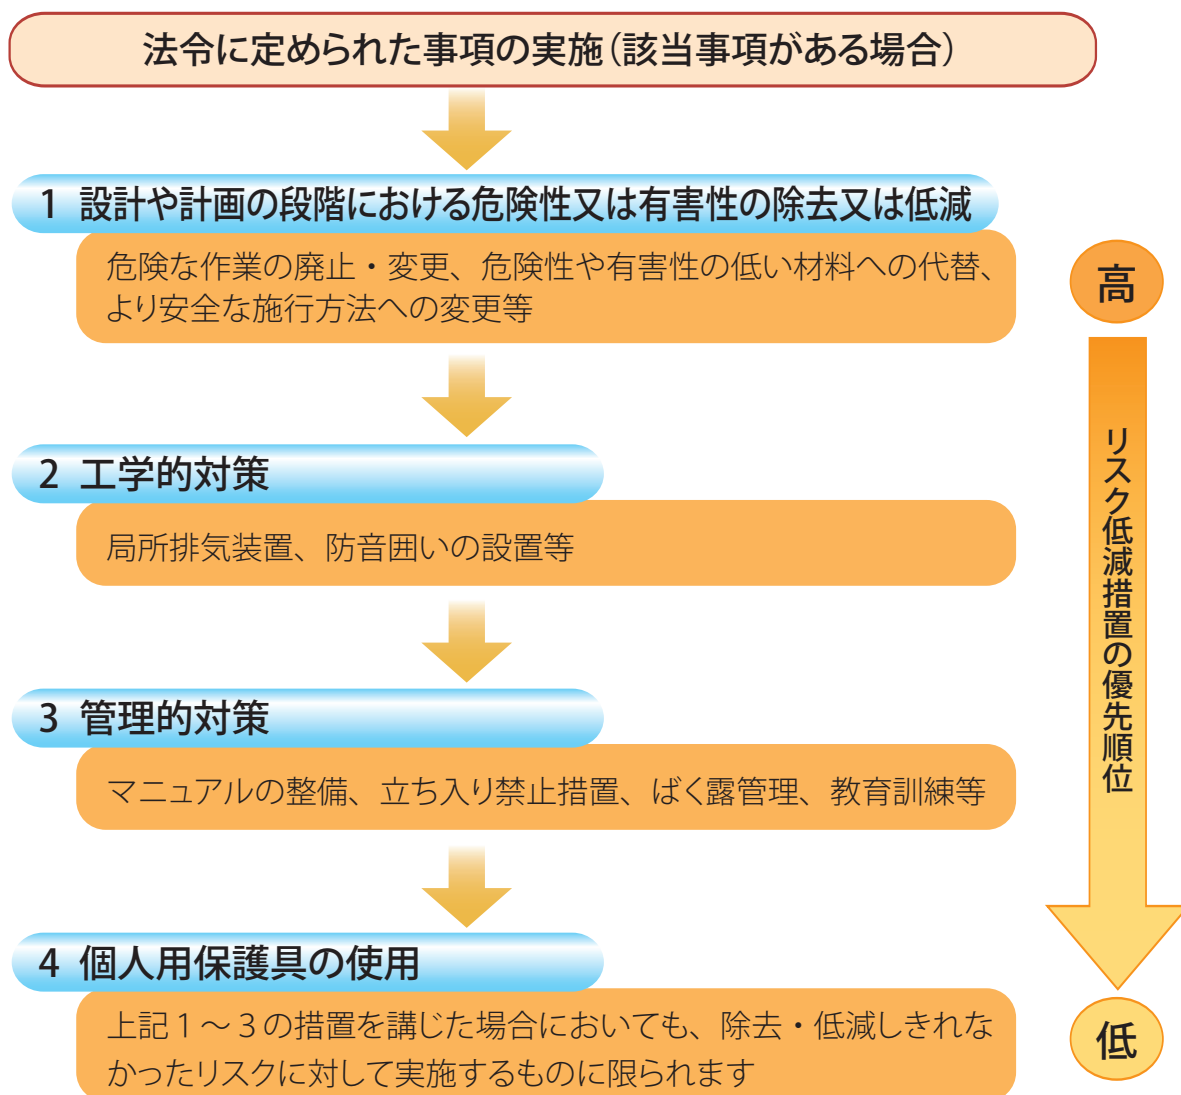 法令に定められた事項の実施（該当事項がある場合）
1 設計や計画の段階における危険性又は有害性の除去又は低減
危険な作業の廃止・変更、危険性や有害性の低い材料への代替、
より安全な施行方法への変更等
2 工学的対策
局所排気装置、防音囲いの設置等
3 管理的対策
マニュアルの整備、立ち入り禁止措置、ばく露管理、教育訓練等
4 個人用保護具の使用
上記１～３の措置を講じた場合においても、除去・低減しきれな
かったリスクに対して実施するものに限られます
高
リスク低減措置の優先順位
低